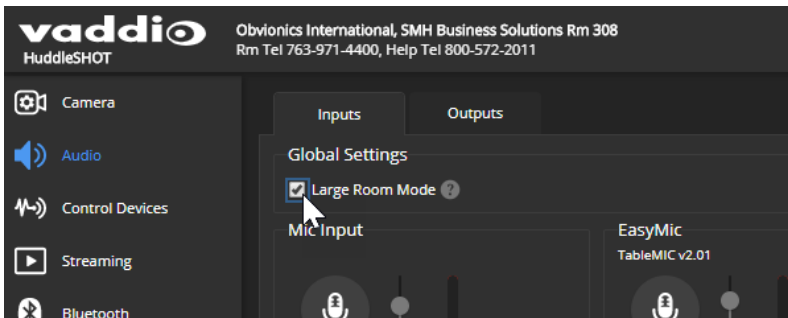 vaddio
HuddleSHOT
Obvionics International, SMH Business Solutions Rm 308
Rm Tel 763-971-4400, Help Tel 800-572-2011
Camera
Audio
Control Devices
Streaming
Bluetooth
Inputs
Outputs
Global Settings
Large Room Mode ?
Mic Input
EasyMic
TableMIC v2.01